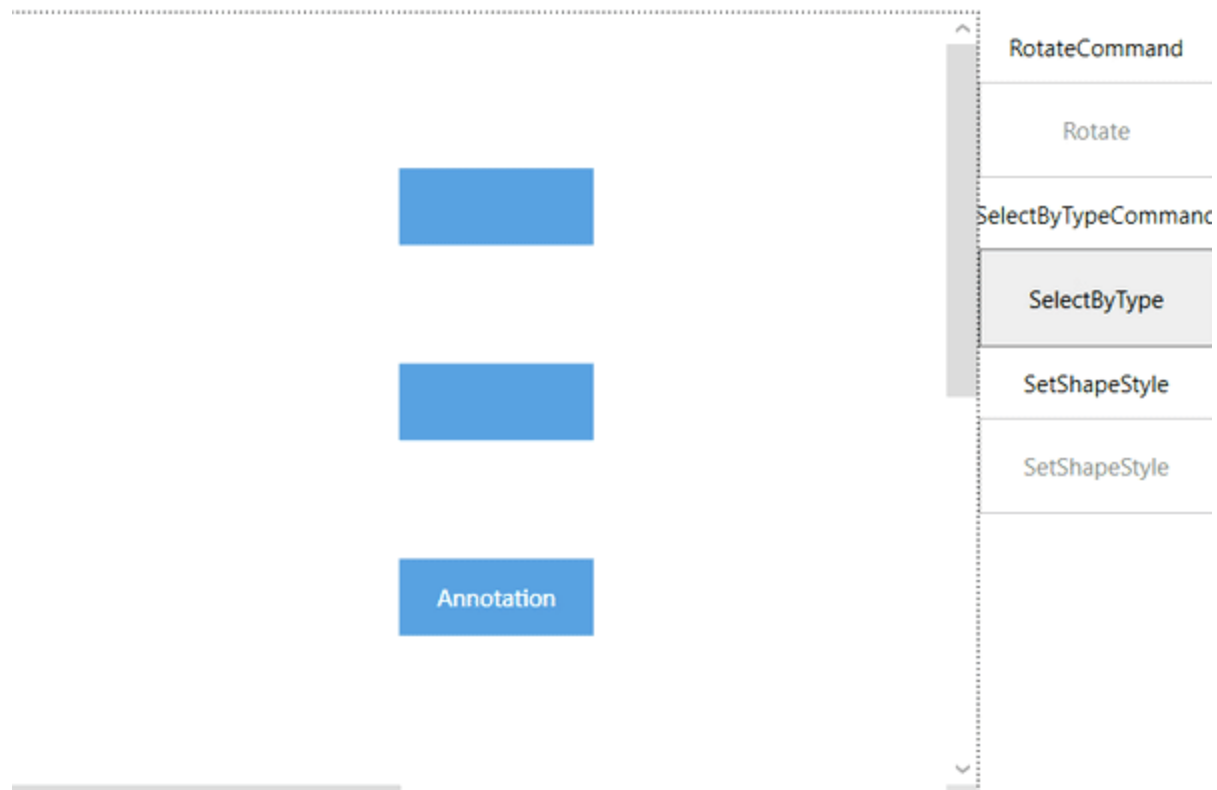 RotateCommand
Rotate
SelectByTypeCommand
SelectByType
SetShapeStyle
SetShapeStyle
Annotation